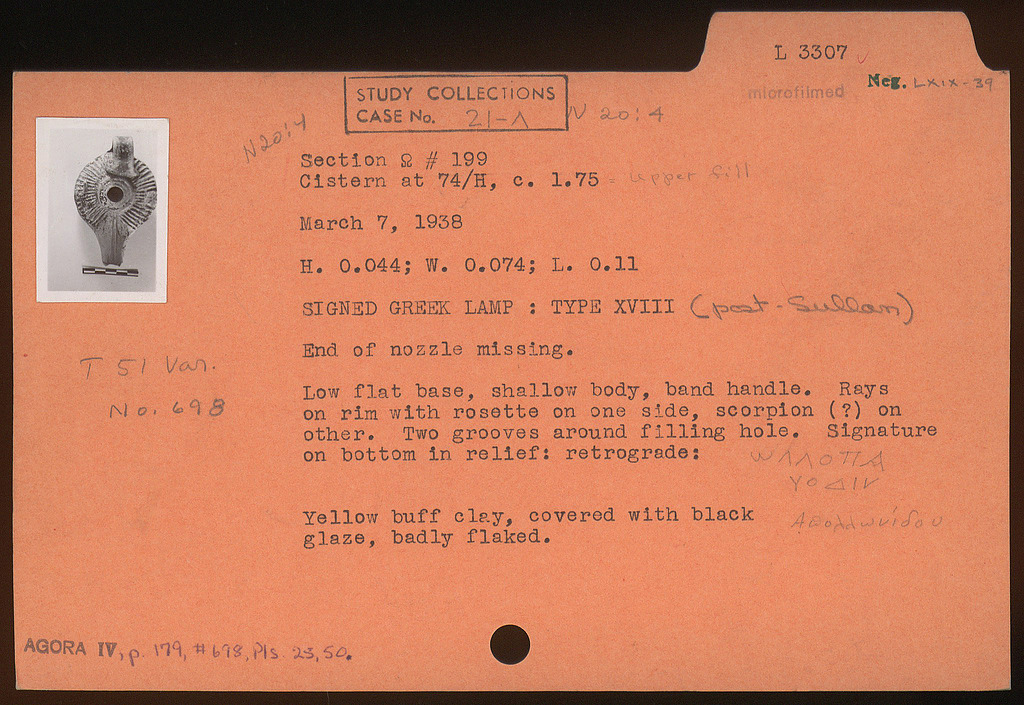 L 3307
Neg. LXIX-39
microfilmed
STUDY COLLECTIONS
CASE No. 21-Λ
N 20:4
N20:4
Section Ω # 199
Cistern at 74/H, c. 1.75 = upper fill
March 7, 1938
H. 0.044; W. 0.074; L. 0.11
SIGNED GREEK LAMP : TYPE XVIII (post-Sullan)
End of nozzle missing.
T 51 Var.
No. 698
Low flat base, shallow body, band handle. Rays
on rim with rosette on one side, scorpion (?) on
other. Two grooves around filling hole. Signature
on bottom in relief: retrograde: ωΛΛΟΠΑ
ΥΟΔΙΝ
Yellow buff clay, covered with black
glaze, badly flaked.
Ἀπολλωνίδου
AGORA IV, p. 179, #698, Pls. 23, 50.